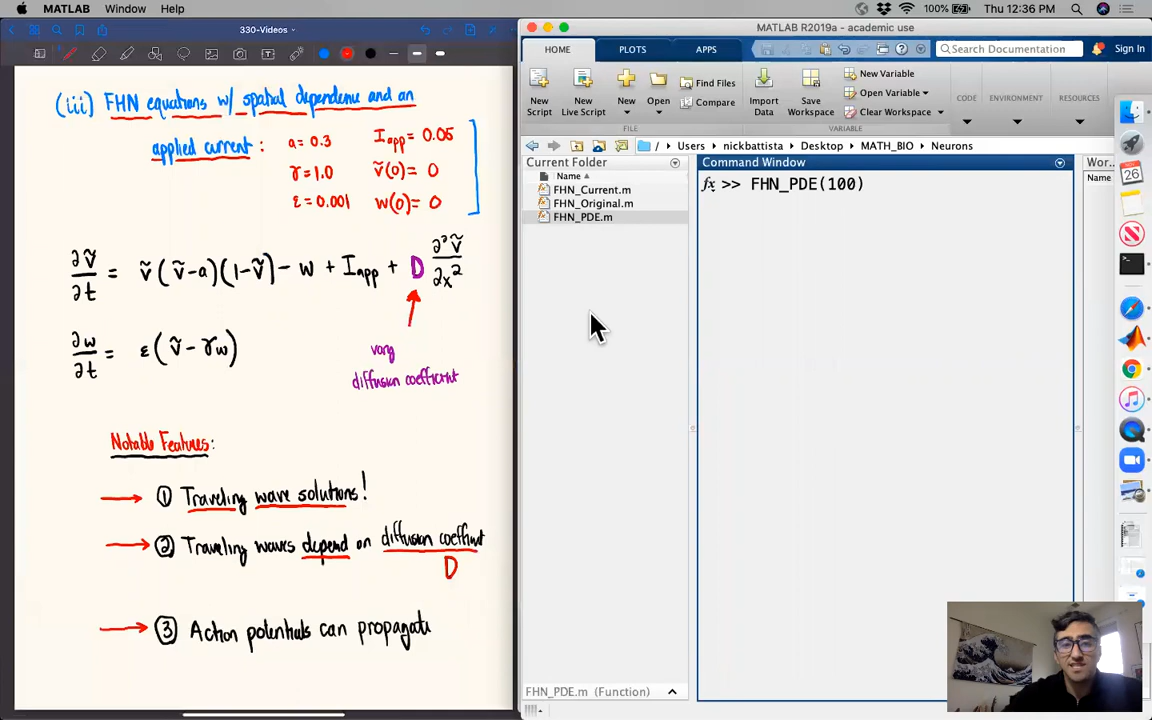 MATLAB Window Help
100% Thu 12:36 PM
330-Videos
(iii) FHN equations w/ spatial dependence and an
applied current : a = 0.3 I_app = 0.05
γ = 1.0 ṽ(0) = 0
ε = 0.001 w(0) = 0
∂ṽ/∂t = ṽ(ṽ-a)(1-ṽ) - w + I_app + D ∂²ṽ/∂x²
∂w/∂t = ε(ṽ - γw)
vary
diffusion coefficient
Notable Features:
→ ① Traveling wave solutions!
→ ② Traveling waves depend on diffusion coefficient
D
→ ③ Action potentials can propagate
MATLAB R2019a - academic use
HOME PLOTS APPS
Search Documentation
Sign In
New Script
New Live Script
New
Open
Find Files
Compare
Import Data
Save Workspace
New Variable
Open Variable
Clear Workspace
CODE ENVIRONMENT RESOURCES
FILE VARIABLE
/ Users nickbattista Desktop MATH_BIO Neurons
Current Folder
Name
FHN_Current.m
FHN_Original.m
FHN_PDE.m
FHN_PDE.m (Function)
Command Window
fx >> FHN_PDE(100)
Wor...
Name
NOV
26